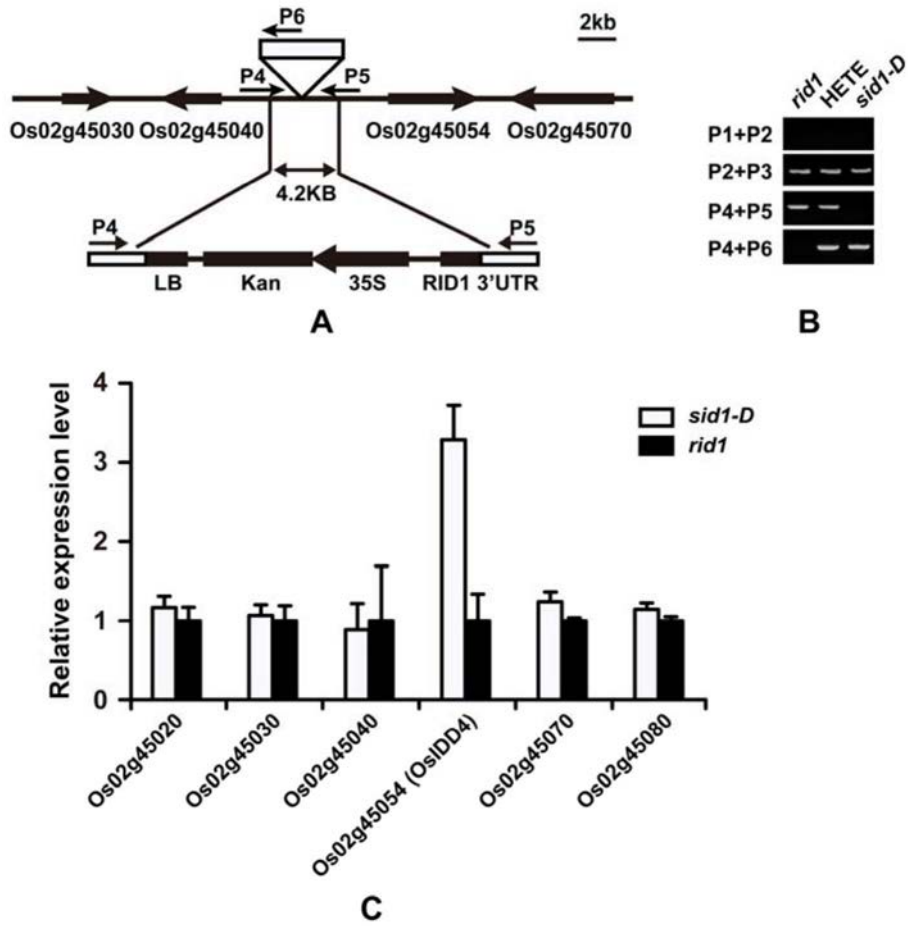 P6
2kb
P4
P5
Os02g45030
Os02g45040
Os02g45054
Os02g45070
4.2KB
P4
P5
LB
Kan
35S
RID1 3'UTR
A
rid1
HETE
sid1-D
P1+P2
P2+P3
P4+P5
P4+P6
B
Relative expression level
4
3
2
1
0
sid1-D
rid1
Os02g45020
Os02g45030
Os02g45040
Os02g45054 (OsIDD4)
Os02g45070
Os02g45080
C